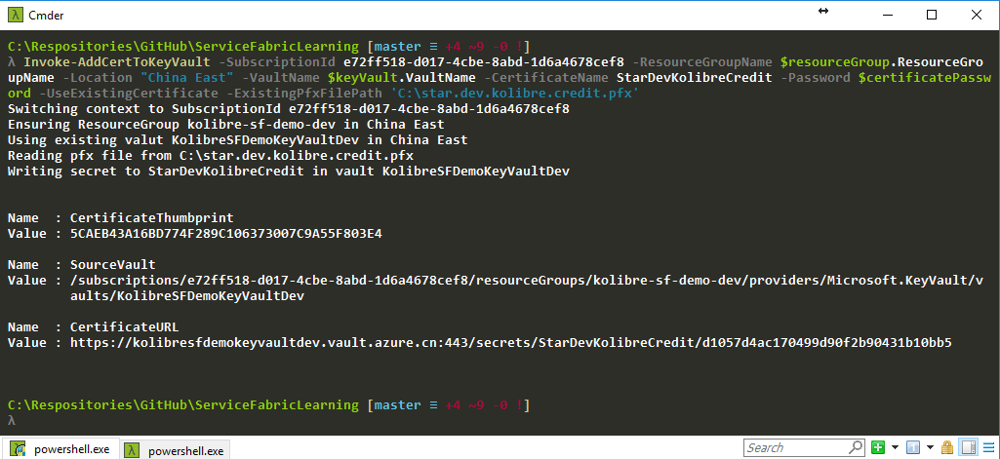 Cmder
C:\Respositories\GitHub\ServiceFabricLearning [master ≡ +4 ~9 -0 !]
λ Invoke-AddCertToKeyVault -SubscriptionId e72ff518-d017-4cbe-8abd-1d6a4678cef8 -ResourceGroupName $resourceGroup.ResourceGro
upName -Location "China East" -VaultName $keyVault.VaultName -CertificateName StarDevKolibreCredit -Password $certificatePassw
ord -UseExistingCertificate -ExistingPfxFilePath 'C:\star.dev.kolibre.credit.pfx'
Switching context to SubscriptionId e72ff518-d017-4cbe-8abd-1d6a4678cef8
Ensuring ResourceGroup kolibre-sf-demo-dev in China East
Using existing valut KolibreSFDemoKeyVaultDev in China East
Reading pfx file from C:\star.dev.kolibre.credit.pfx
Writing secret to StarDevKolibreCredit in vault KolibreSFDemoKeyVaultDev
Name  : CertificateThumbprint
Value : 5CAEB43A16BD774F289C106373007C9A55F803E4
Name  : SourceVault
Value : /subscriptions/e72ff518-d017-4cbe-8abd-1d6a4678cef8/resourceGroups/kolibre-sf-demo-dev/providers/Microsoft.KeyVault/v
aults/KolibreSFDemoKeyVaultDev
Name  : CertificateURL
Value : https://kolibresfdemokeyvaultdev.vault.azure.cn:443/secrets/StarDevKolibreCredit/d1057d4ac170499d90f2b90431b10bb5
C:\Respositories\GitHub\ServiceFabricLearning [master ≡ +4 ~9 -0 !]
λ
powershell.exe λ powershell.exe Search